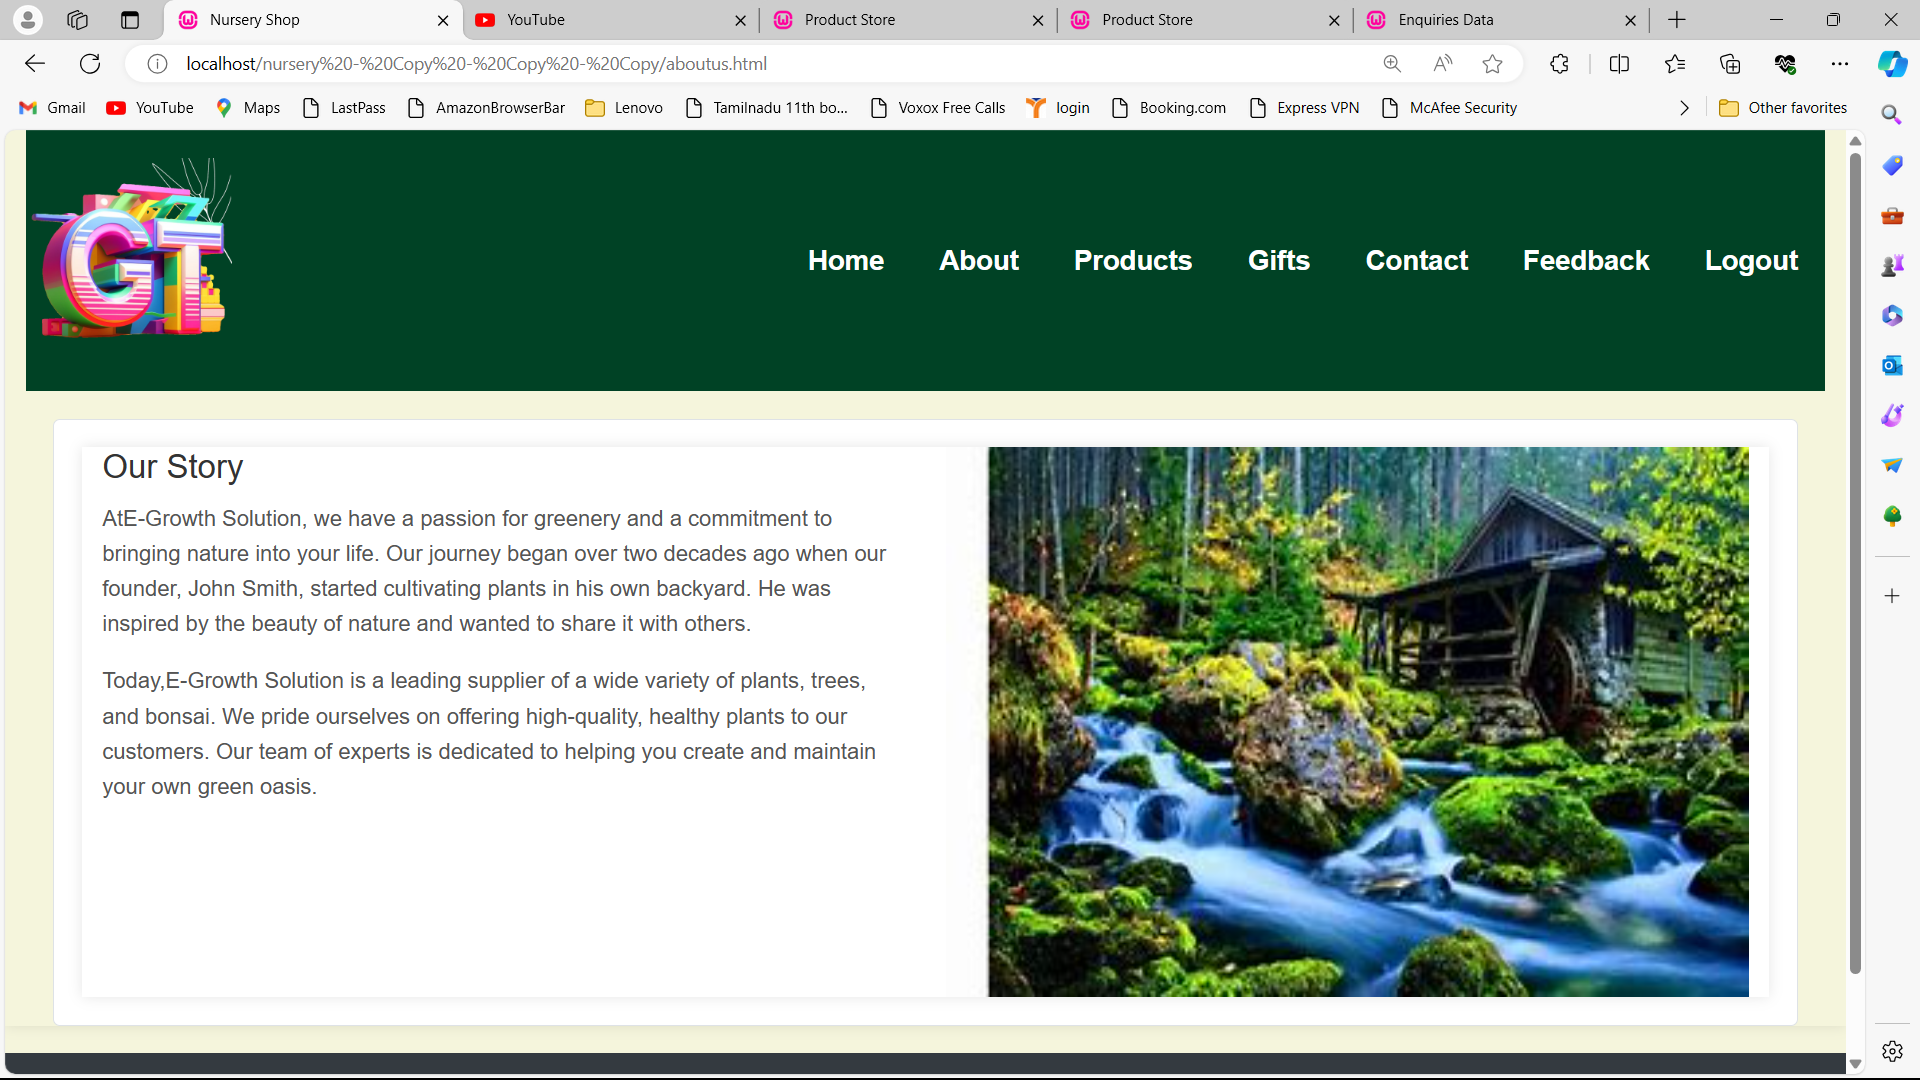 Nursery Shop
YouTube
Product Store
Product Store
Enquiries Data
localhost/nursery%20-%20Copy%20-%20Copy%20-%20Copy/aboutus.html
Gmail
YouTube
Maps
LastPass
AmazonBrowserBar
Lenovo
Tamilnadu 11th bo...
Voxox Free Calls
login
Booking.com
Express VPN
McAfee Security
Other favorites
GT
Home
About
Products
Gifts
Contact
Feedback
Logout
Our Story
AtE-Growth Solution, we have a passion for greenery and a commitment to
bringing nature into your life. Our journey began over two decades ago when our
founder, John Smith, started cultivating plants in his own backyard. He was
inspired by the beauty of nature and wanted to share it with others.
Today,E-Growth Solution is a leading supplier of a wide variety of plants, trees,
and bonsai. We pride ourselves on offering high-quality, healthy plants to our
customers. Our team of experts is dedicated to helping you create and maintain
your own green oasis.